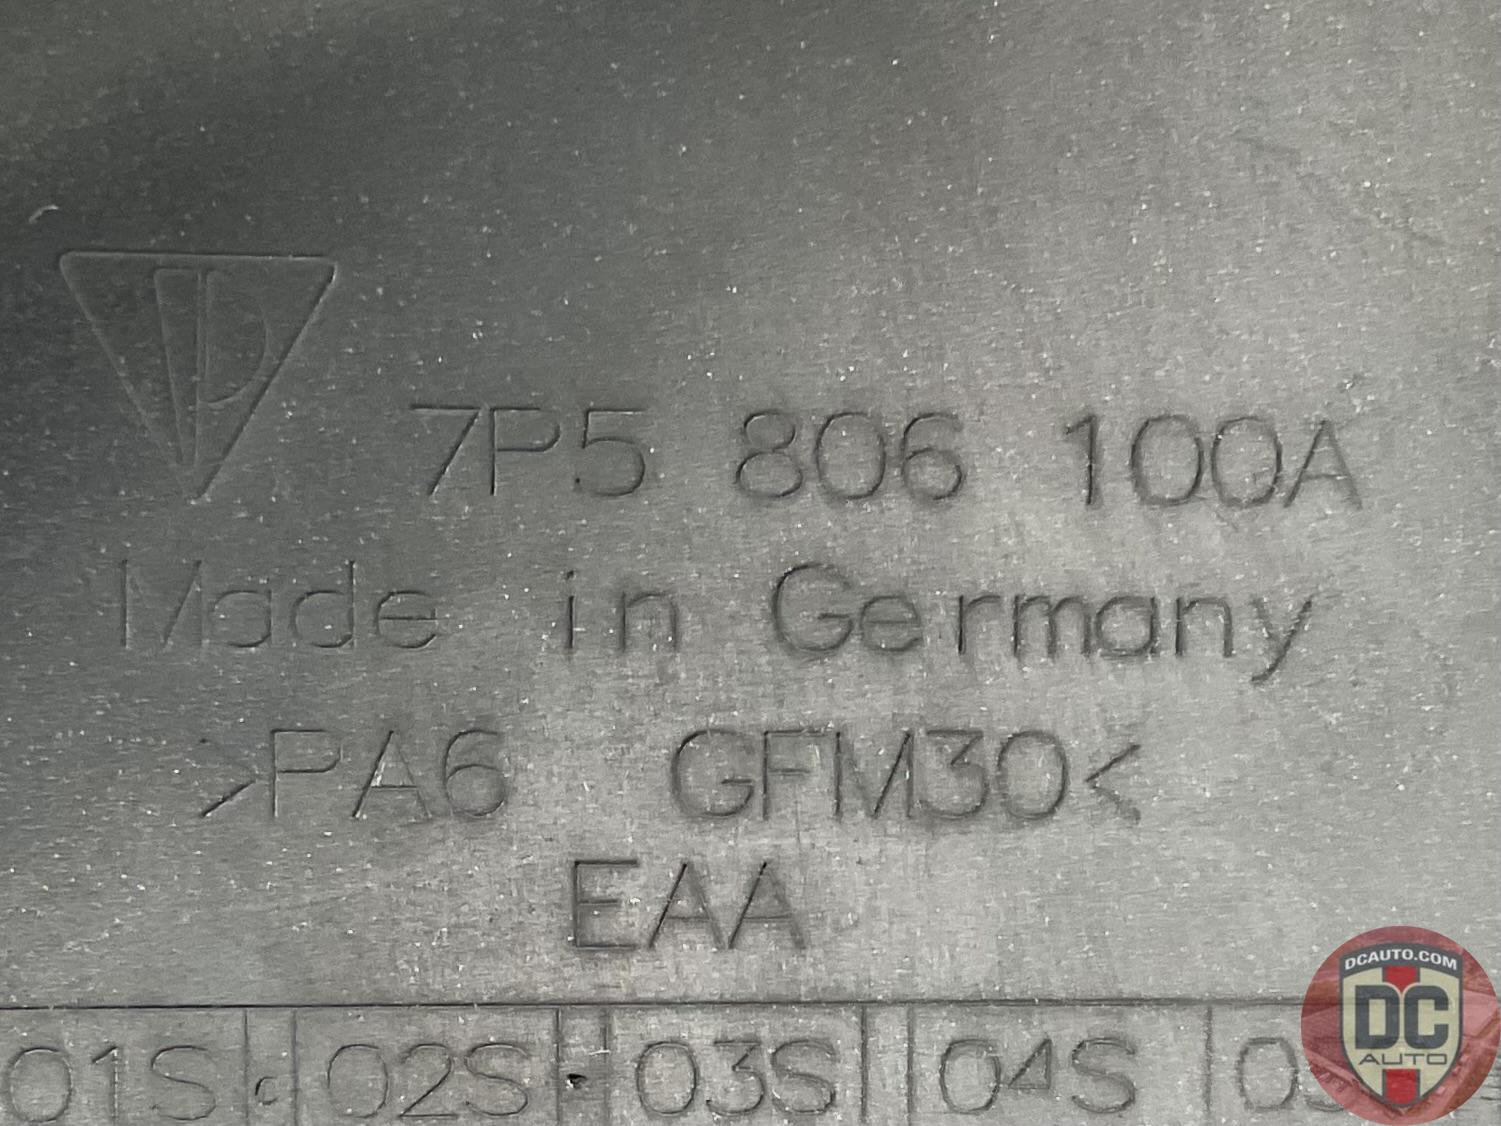 7P5 806 100A
Made in Germany
>PA6 GFM30<
EAA
01S 02S 03S 04S
DCAUTO.COM
DC
AUTO